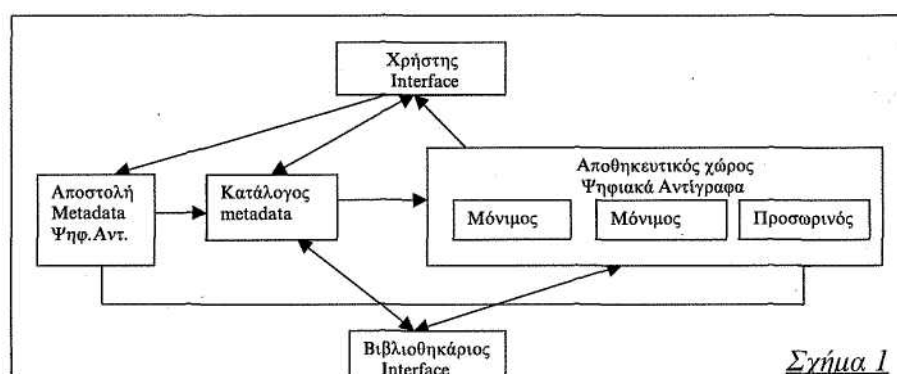 Χρήστης
Interface
Αποθηκευτικός χώρος
Ψηφιακά Αντίγραφα
Αποστολή
Metadata
Ψηφ.Αντ.
Κατάλογος
metadata
Μόνιμος
Μόνιμος
Προσωρινός
Βιβλιοθηκάριος
Interface
Σχήμα 1